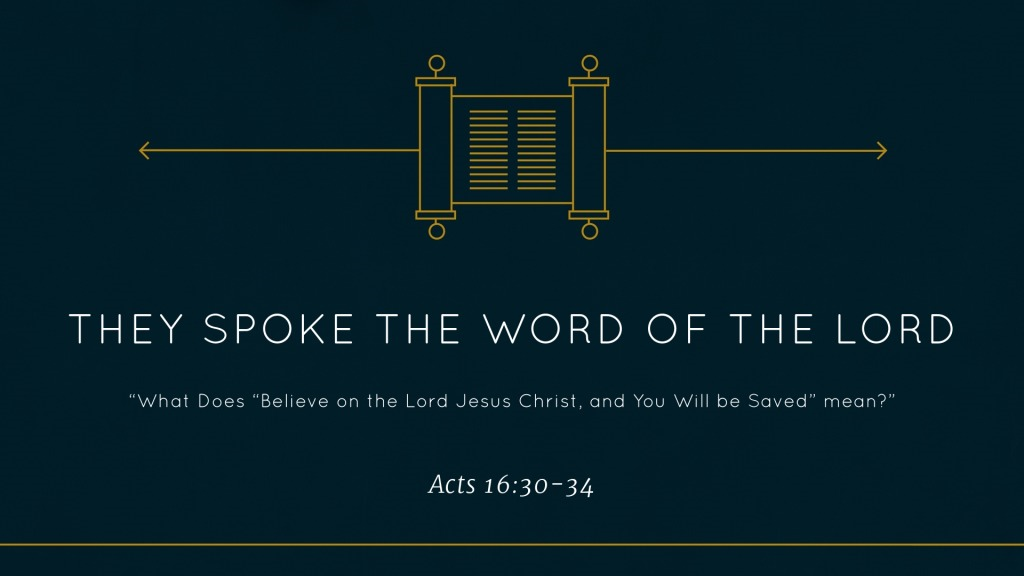 THEY SPOKE THE WORD OF THE LORD
“What Does “Believe on the Lord Jesus Christ, and You Will be Saved” mean?”
Acts 16:30-34